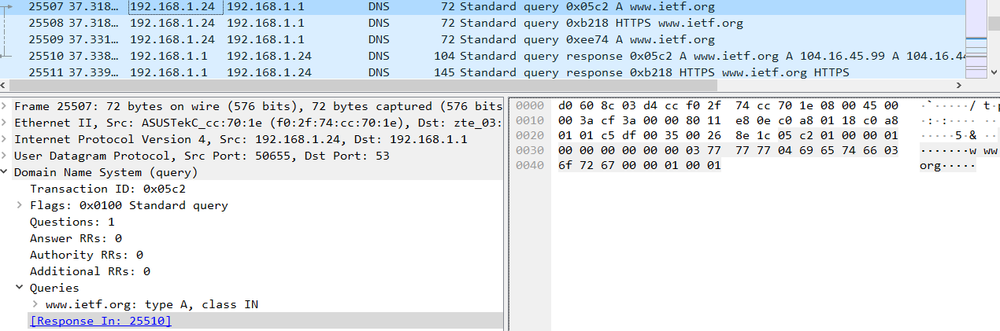 25507 37.318… 192.168.1.24 192.168.1.1 DNS 72 Standard query 0x05c2 A www.ietf.org
25508 37.318… 192.168.1.24 192.168.1.1 DNS 72 Standard query 0xb218 HTTPS www.ietf.org
25509 37.331… 192.168.1.24 192.168.1.1 DNS 72 Standard query 0xee74 A www.ietf.org
25510 37.338… 192.168.1.1 192.168.1.24 DNS 104 Standard query response 0x05c2 A www.ietf.org A 104.16.45.99 A 104.16.44
25511 37.339… 192.168.1.1 192.168.1.24 DNS 145 Standard query response 0xb218 HTTPS www.ietf.org HTTPS
Frame 25507: 72 bytes on wire (576 bits), 72 bytes captured (576 bits
Ethernet II, Src: ASUSTekC_cc:70:1e (f0:2f:74:cc:70:1e), Dst: zte_03:
Internet Protocol Version 4, Src: 192.168.1.24, Dst: 192.168.1.1
User Datagram Protocol, Src Port: 50655, Dst Port: 53
Domain Name System (query)
Transaction ID: 0x05c2
Flags: 0x0100 Standard query
Questions: 1
Answer RRs: 0
Authority RRs: 0
Additional RRs: 0
Queries
www.ietf.org: type A, class IN
[Response In: 25510]
0000 d0 60 8c 03 d4 cc f0 2f 74 cc 70 1e 08 00 45 00 ·`·····/ t·p
0010 00 3a cf 3a 00 00 80 11 e8 0e c0 a8 01 18 c0 a8 ·:·:···· ··
0020 01 01 c5 df 00 35 00 26 8e 1c 05 c2 01 00 00 01 ·····5·& ··
0030 00 00 00 00 00 00 03 77 77 77 04 69 65 74 66 03 ·······w ww
0040 6f 72 67 00 00 01 00 01 org·····